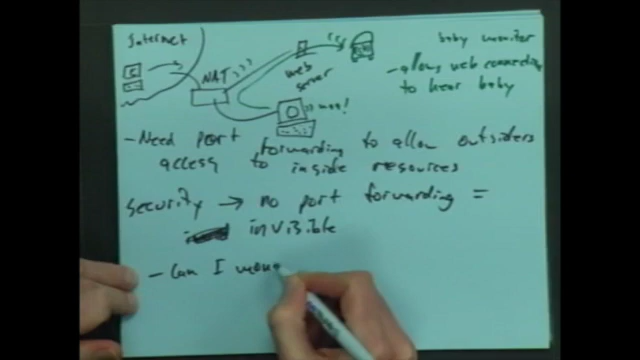 Internet
NAT
web
server
baby monitor
- allows web connection
to hear baby
- Need port forwarding to allow outsiders
access to inside resources
Security → no port forwarding =
invisible
- Can I mon